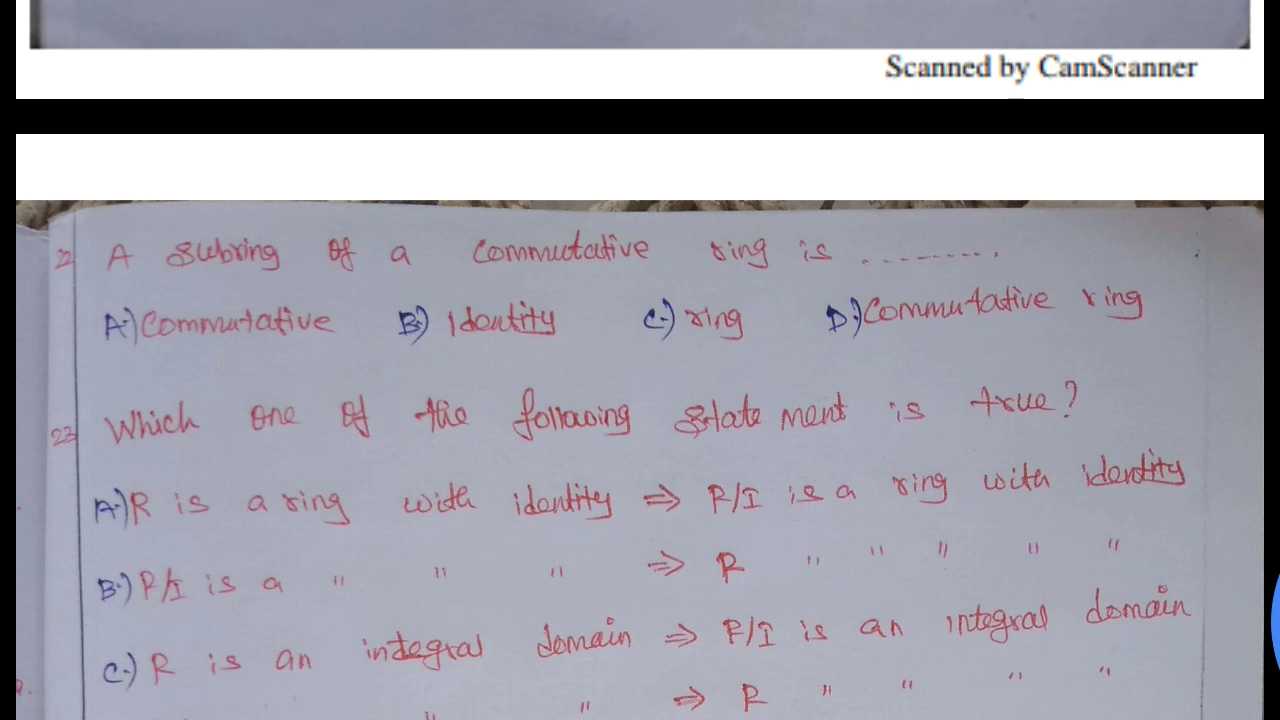 Scanned by CamScanner
22 A subring of a commutative ring is .........
A.) Commutative B.) Identity C.) ring D.) Commutative ring
23 Which one of the following statement is true?
A.) R is a ring with identity ⇒ R/I is a ring with identity
B.) R/I is a " " " ⇒ R " " " " "
C.) R is an integral domain ⇒ R/I is an integral domain
" " ⇒ R " " " "